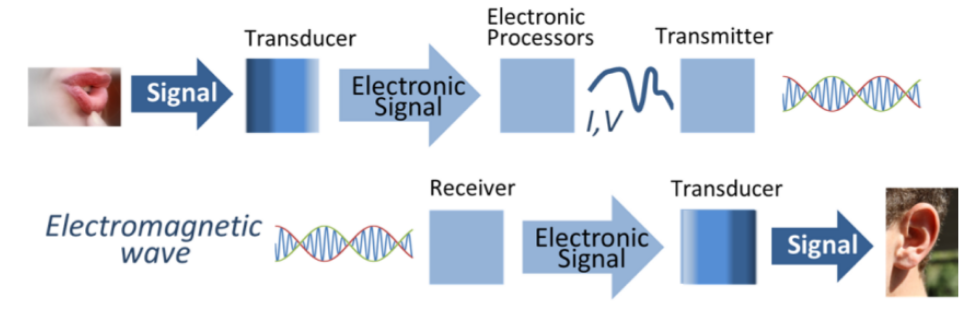 Electronic
Processors
Transducer
Transmitter
Signal
Electronic
Signal
I,V
Receiver
Transducer
Electromagnetic
wave
Electronic
Signal
Signal